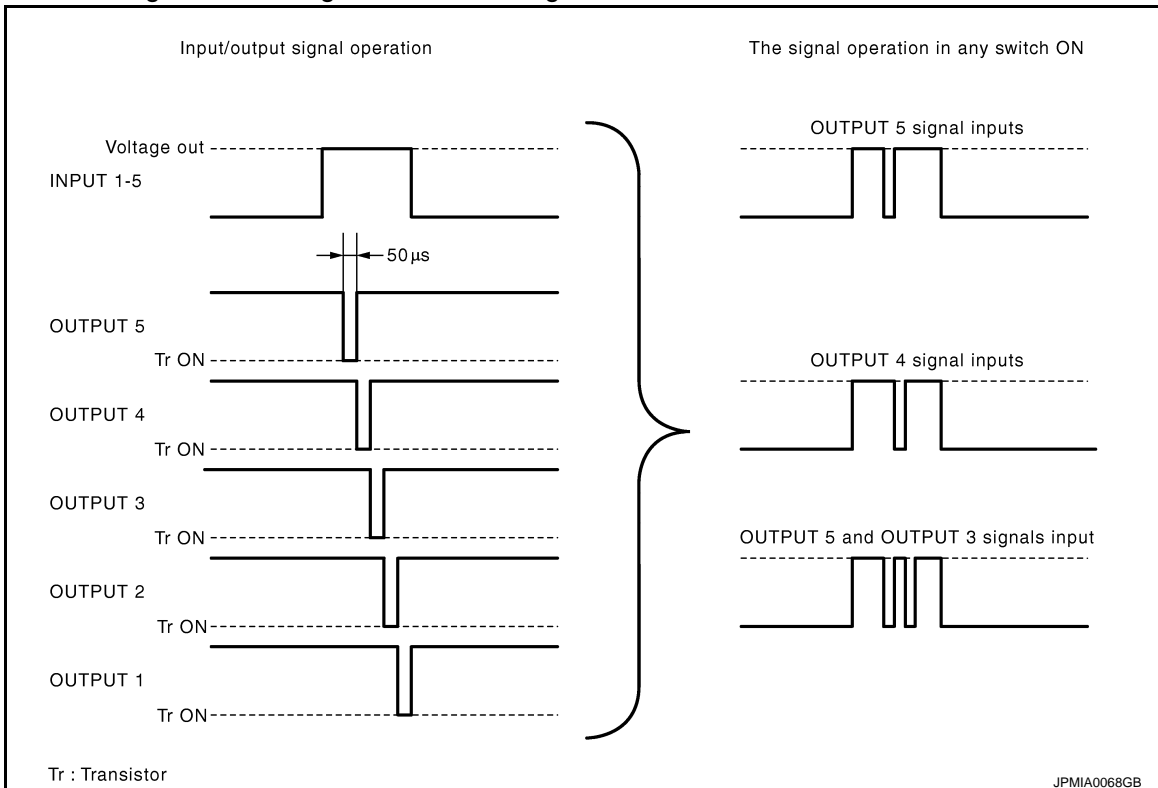 Input/output signal operation
The signal operation in any switch ON
Voltage out
INPUT 1-5
50 μs
OUTPUT 5
Tr ON
OUTPUT 4
Tr ON
OUTPUT 3
Tr ON
OUTPUT 2
Tr ON
OUTPUT 1
Tr ON
OUTPUT 5 signal inputs
OUTPUT 4 signal inputs
OUTPUT 5 and OUTPUT 3 signals input
Tr : Transistor
JPMIA0068GB